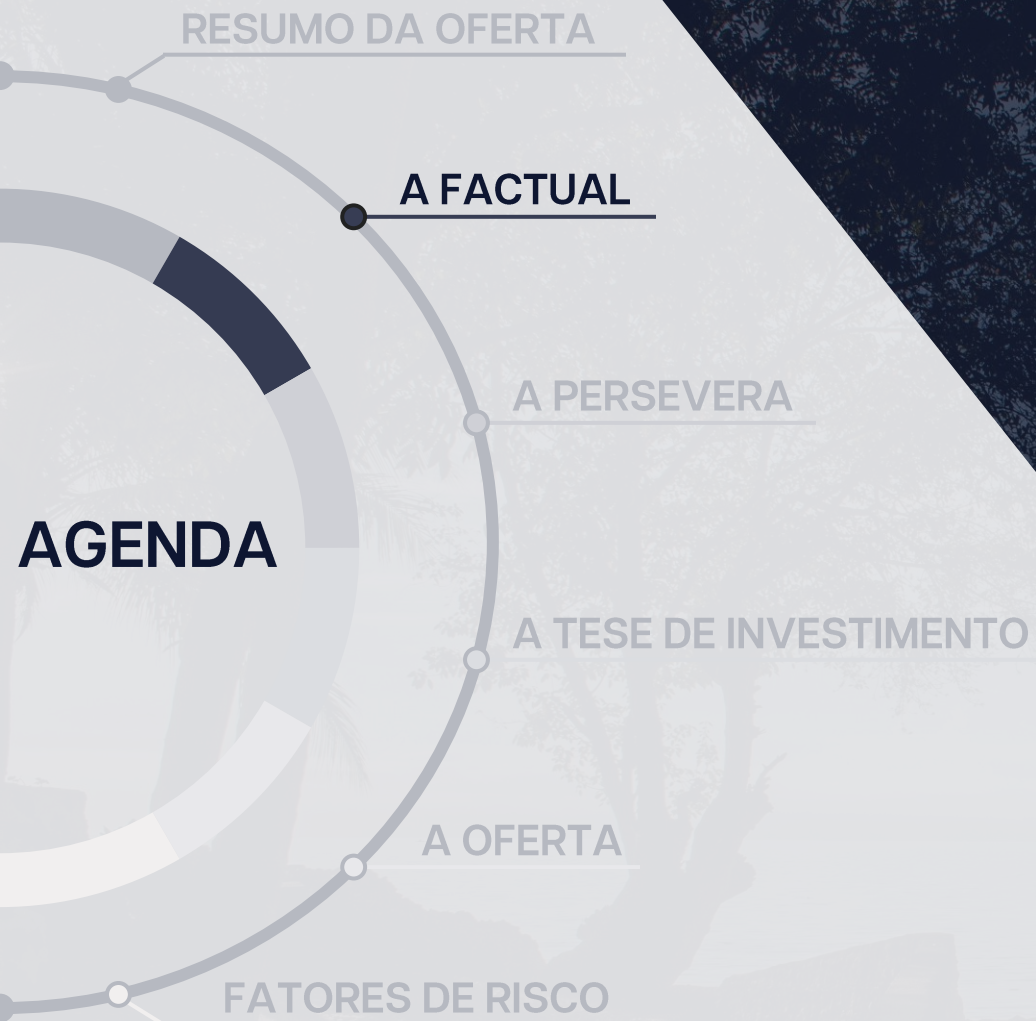 RESUMO DA OFERTA
A FACTUAL
A PERSEVERA
AGENDA
A TESE DE INVESTIMENTO
A OFERTA
FATORES DE RISCO